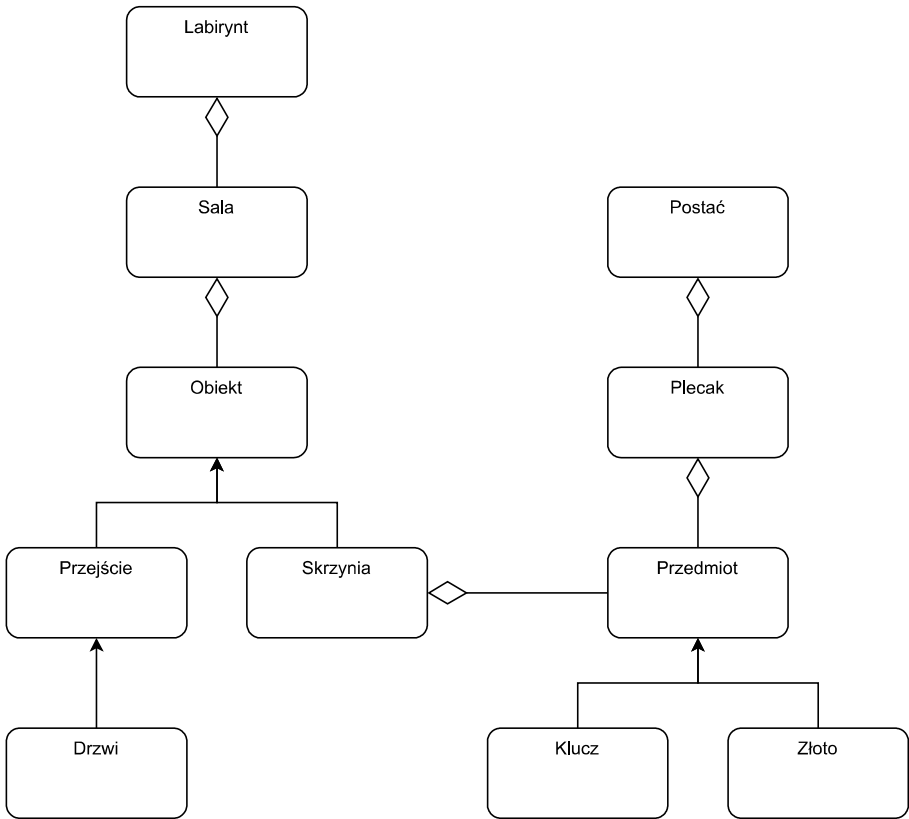 Labirynt
Sala
Postać
Obiekt
Plecak
Przejście
Skrzynia
Przedmiot
Drzwi
Klucz
Złoto